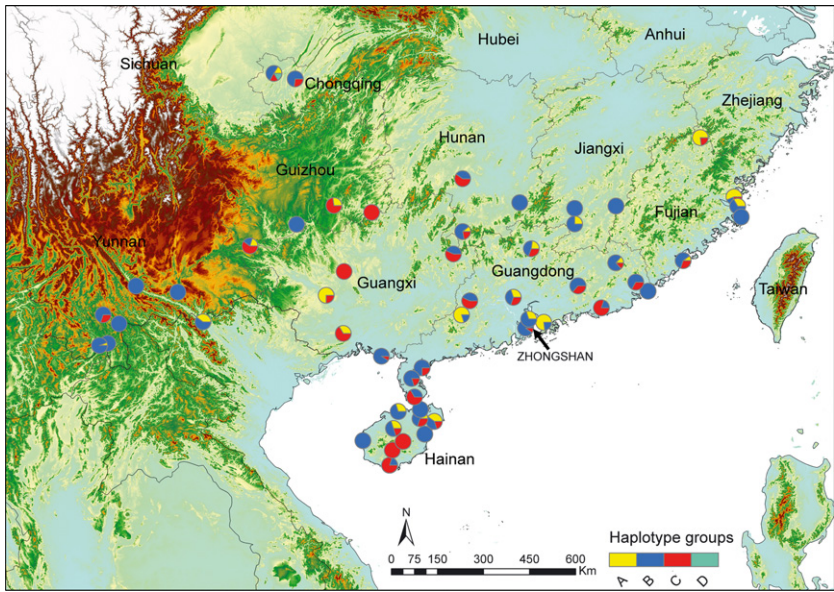 Hubei
Anhui
Sichuan
Chongqing
Zhejiang
Hunan
Jiangxi
Guizhou
Fujian
Yunnan
Guangxi
Guangdong
Taiwan
ZHONGSHAN
Hainan
N
Haplotype groups
0 75 150 300 450 600
Km
A B C D